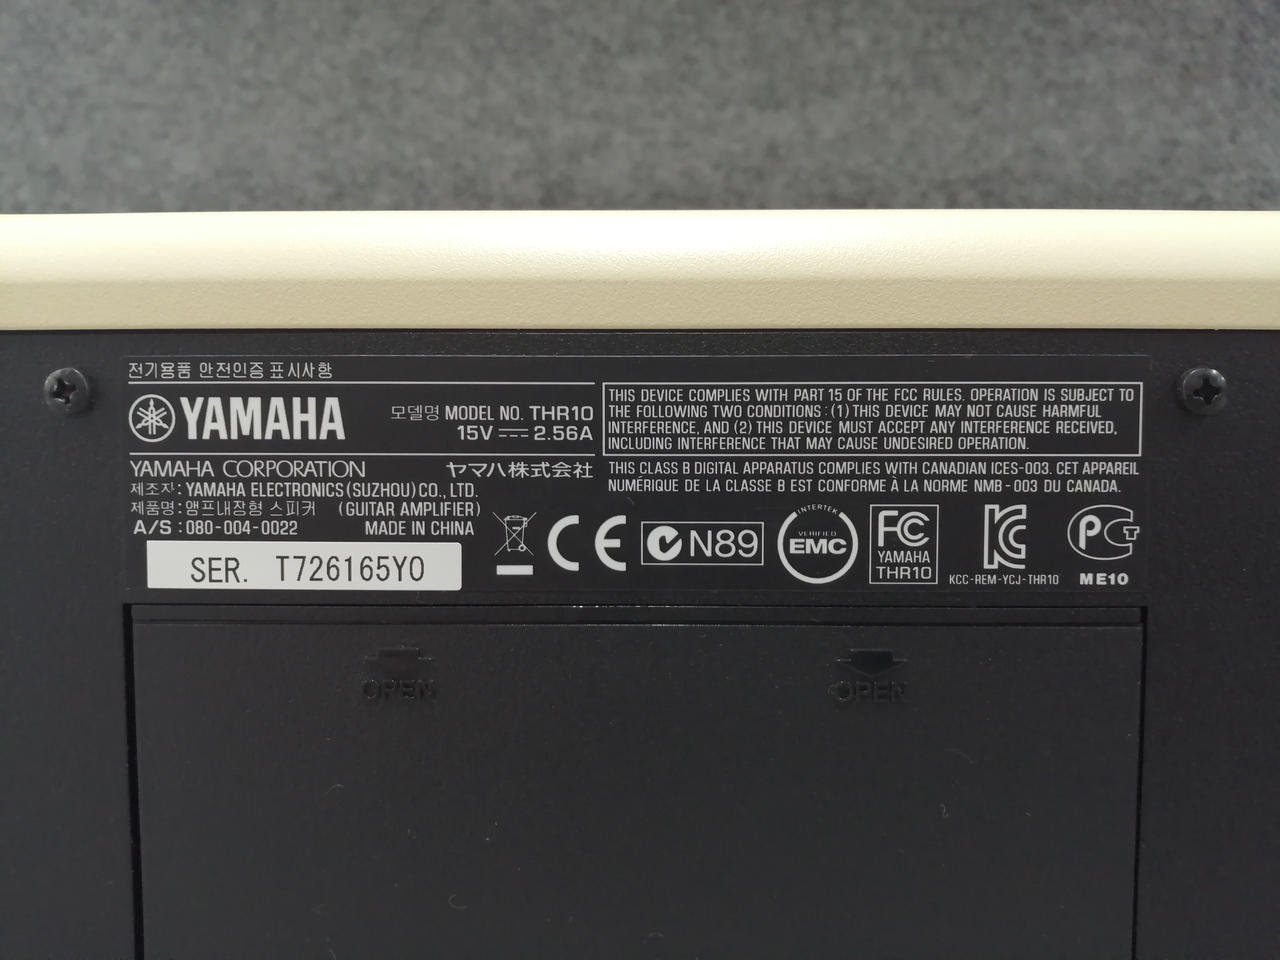 전기용품 안전인증 표시사항
YAMAHA
모델명 MODEL NO. THR10
15V 2.56A
YAMAHA CORPORATION ヤマハ株式会社
제조자: YAMAHA ELECTRONICS (SUZHOU) CO., LTD.
제품명: 앰프내장형 스피커 (GUITAR AMPLIFIER)
A/S : 080-004-0022 MADE IN CHINA
SER. T726165Y0
THIS DEVICE COMPLIES WITH PART 15 OF THE FCC RULES. OPERATION IS SUBJECT TO
THE FOLLOWING TWO CONDITIONS : (1) THIS DEVICE MAY NOT CAUSE HARMFUL
INTERFERENCE, AND (2) THIS DEVICE MUST ACCEPT ANY INTERFERENCE RECEIVED,
INCLUDING INTERFERENCE THAT MAY CAUSE UNDESIRED OPERATION.
THIS CLASS B DIGITAL APPARATUS COMPLIES WITH CANADIAN ICES-003. CET APPAREIL
NUMÉRIQUE DE LA CLASSE B EST CONFORME À LA NORME NMB-003 DU CANADA.
CE
N89
INTERTEK
VERIFIED
EMC
FC
YAMAHA
THR10
KC
KCC-REM-YCJ-THR10
PCT
ME10
OPEN OPEN